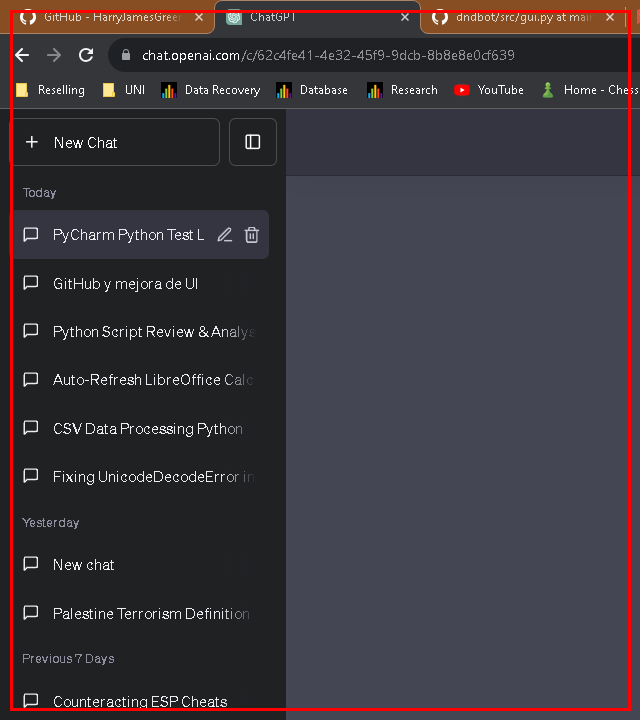 GitHub - HarryJamesGreen
ChatGPT
dndbot/src/gui.py at main
chat.openai.com/c/62c4fe41-4e32-45f9-9dcb-8b8e8e0cf639
Reselling
UNI
Data Recovery
Database
Research
YouTube
Home - Chess
New Chat
Today
PyCharm Python Test L
GitHub y mejora de UI
Python Script Review & Analys
Auto-Refresh LibreOffice Calc
CSV Data Processing Python
Fixing UnicodeDecodeError in
Yesterday
New chat
Palestine Terrorism Definition
Previous 7 Days
Counteracting ESP Cheats